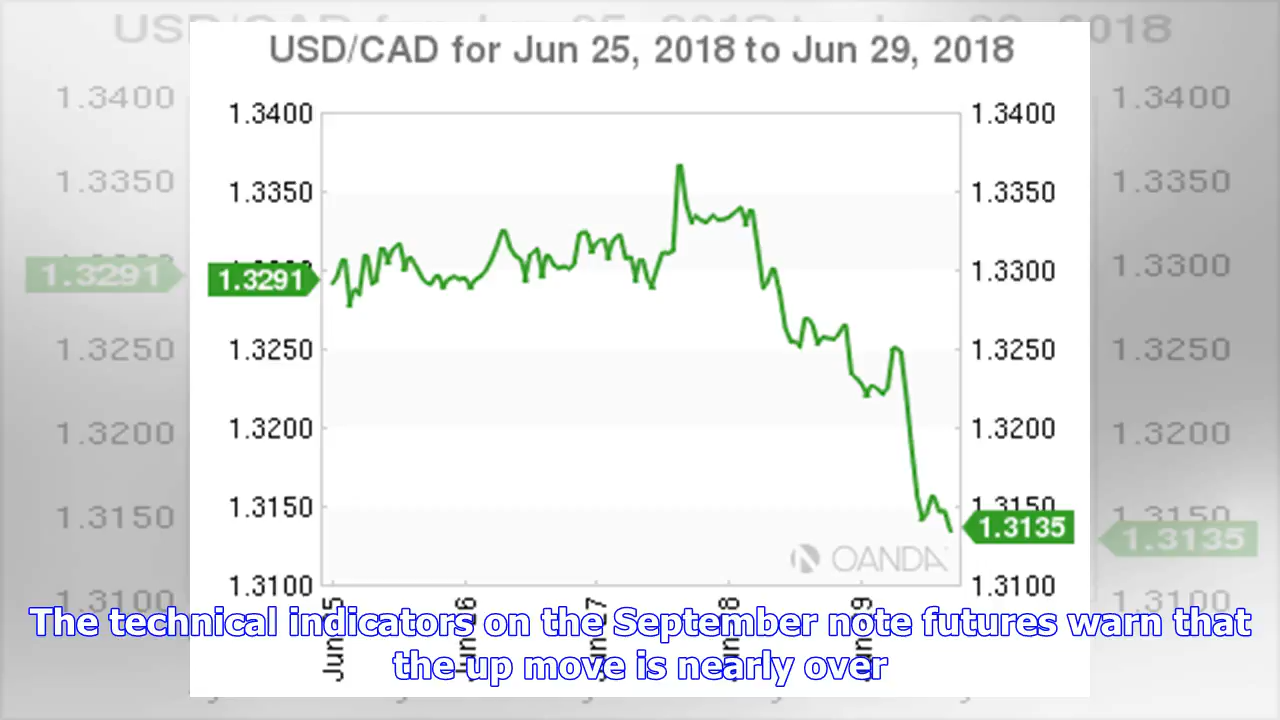 USD/CAD for Jun 25, 2018 to Jun 29, 2018
1.3400 1.3400
1.3350 1.3350
1.3300
1.3291
1.3250 1.3250
1.3200 1.3200
1.3150 1.3150
1.3135
OANDA
1.3100 1.3100
The technical indicators on the September note futures warn that
the up move is nearly over